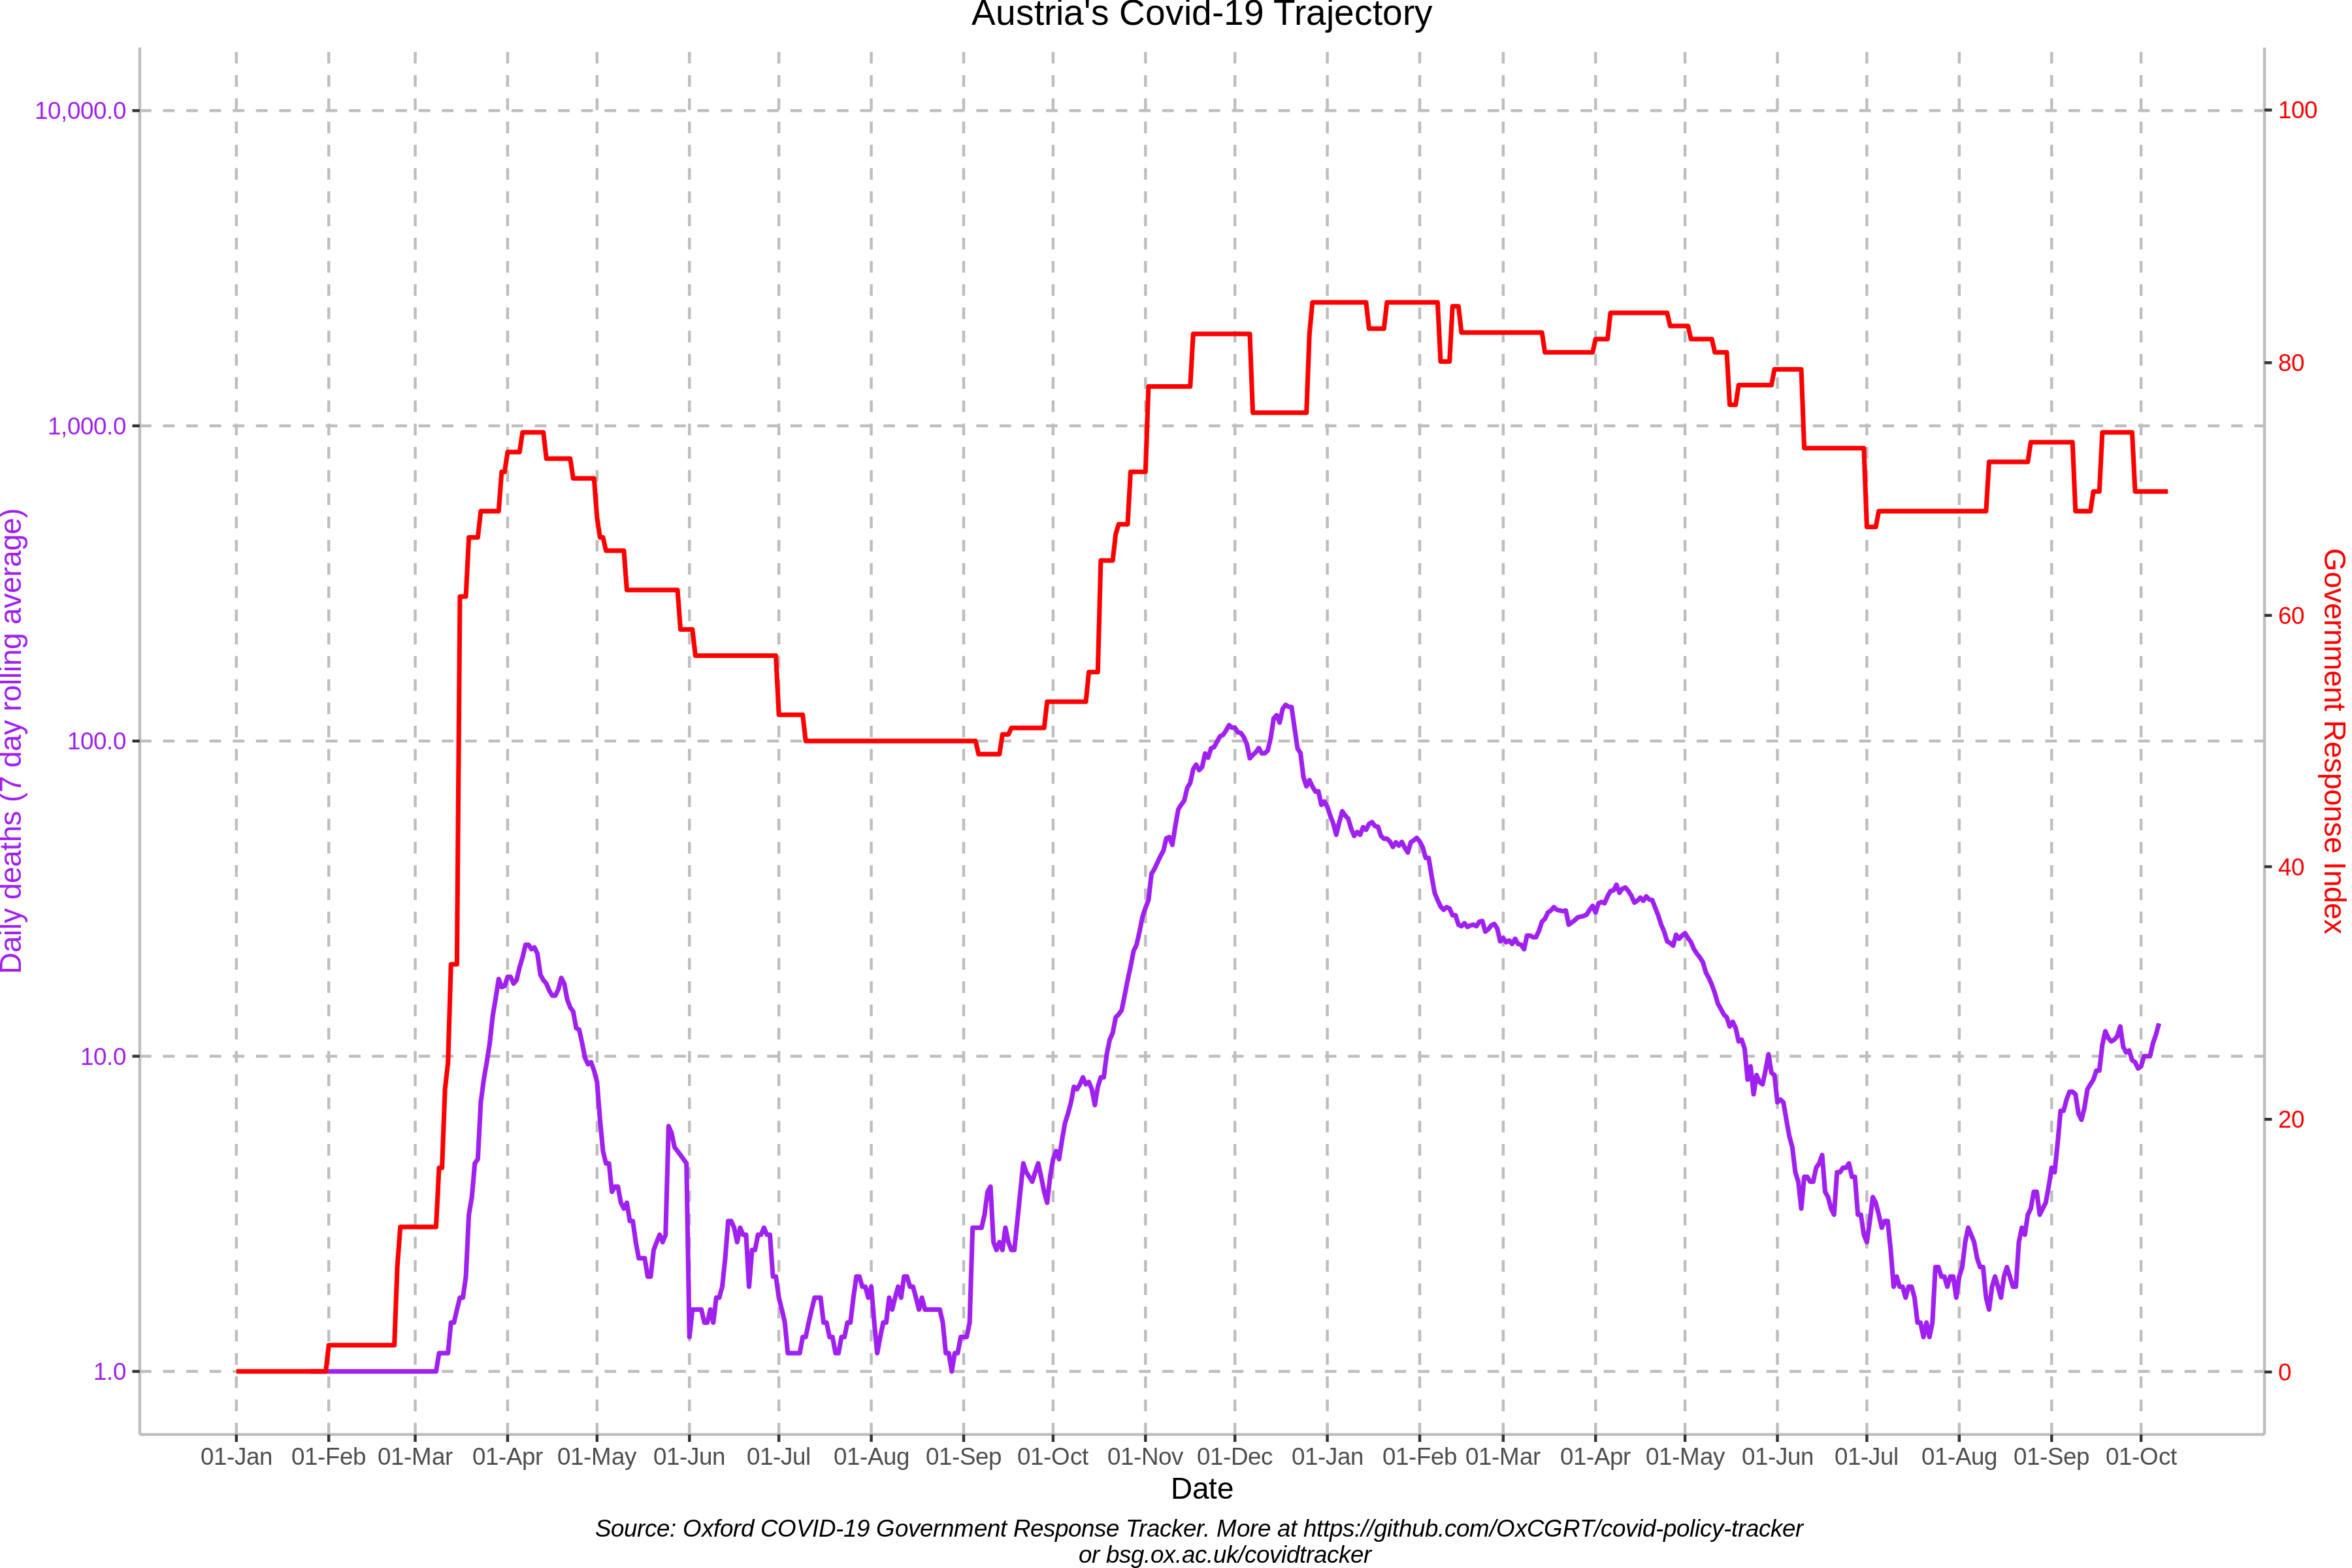 Austria's Covid-19 Trajectory
10,000.0
1,000.0
100.0
10.0
1.0
Daily deaths (7 day rolling average)
100
80
60
40
20
0
Government Response Index
01-Jan 01-Feb 01-Mar 01-Apr 01-May 01-Jun 01-Jul 01-Aug 01-Sep 01-Oct 01-Nov 01-Dec 01-Jan 01-Feb 01-Mar 01-Apr 01-May 01-Jun 01-Jul 01-Aug 01-Sep 01-Oct
Date
Source: Oxford COVID-19 Government Response Tracker. More at https://github.com/OxCGRT/covid-policy-tracker
or bsg.ox.ac.uk/covidtracker